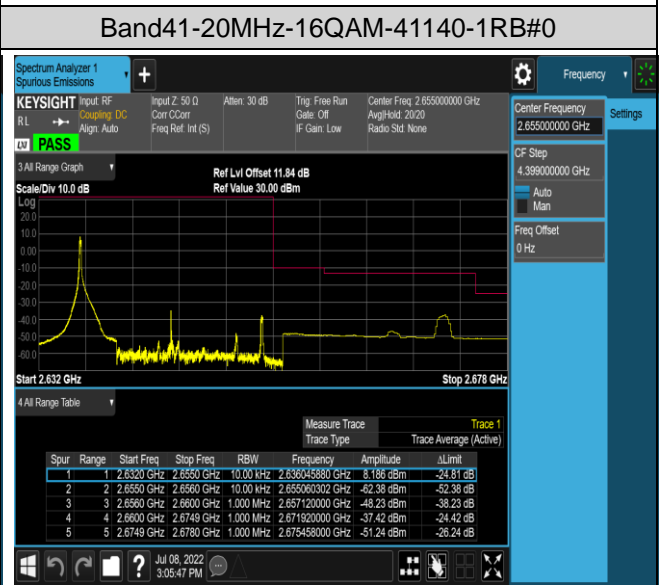 Band41-20MHz-16QAM-41140-1RB#0
Spectrum Analyzer 1
Spurious Emissions
Frequency
KEYSIGHT Input: RF Input Z: 50 Ω Atten: 30 dB Trig: Free Run Center Freq: 2.655000000 GHz
RL Coupling: DC Corr CCorr Gate: Off Avg|Hold: 20/20
Align: Auto Freq Ref: Int (S) IF Gain: Low Radio Std: None
LXI PASS
Center Frequency
2.655000000 GHz
Settings
CF Step
4.399000000 GHz
Auto
Man
Freq Offset
0 Hz
3 All Range Graph
Ref Lvl Offset 11.84 dB
Scale/Div 10.0 dB Ref Value 30.00 dBm
Log
20.0
10.0
0.00
-10.0
-20.0
-30.0
-40.0
-50.0
-60.0
Start 2.632 GHz Stop 2.678 GHz
4 All Range Table
Measure Trace Trace 1
Trace Type Trace Average (Active)
Spur Range Start Freq Stop Freq RBW Frequency Amplitude ΔLimit
1 1 2.6320 GHz 2.6550 GHz 10.00 kHz 2.636045880 GHz 8.186 dBm -24.81 dB
2 2 2.6550 GHz 2.6560 GHz 10.00 kHz 2.655060302 GHz -62.38 dBm -52.38 dB
3 3 2.6560 GHz 2.6600 GHz 1.000 MHz 2.657120000 GHz -48.23 dBm -38.23 dB
4 4 2.6600 GHz 2.6749 GHz 1.000 MHz 2.671920000 GHz -37.42 dBm -24.42 dB
5 5 2.6749 GHz 2.6780 GHz 1.000 MHz 2.675458000 GHz -51.24 dBm -26.24 dB
Jul 08, 2022
3:05:47 PM